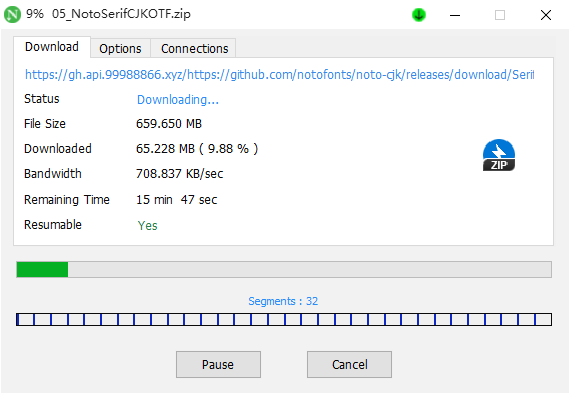 9% 05_NotoSerifCJKOTF.zip
Download Options Connections
https://gh.api.99988866.xyz/https://github.com/notofonts/noto-cjk/releases/download/Serif
Status Downloading...
File Size 659.650 MB
Downloaded 65.228 MB ( 9.88 % )
Bandwidth 708.837 KB/sec
Remaining Time 15 min 47 sec
Resumable Yes
ZIP
Segments : 32
Pause Cancel